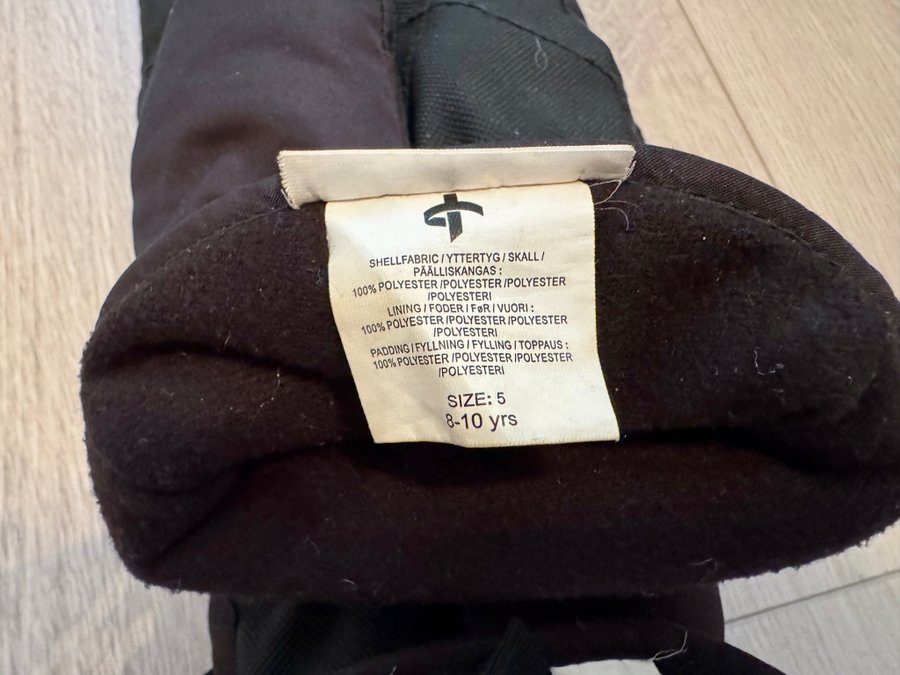 SHELLFABRIC / YTTERTYG / SKALL /
PÄÄLLISKANGAS :
100% POLYESTER /POLYESTER /POLYESTER
/POLYESTERI
LINING / FODER / FøR / VUORI :
100% POLYESTER /POLYESTER /POLYESTER
/POLYESTERI
PADDING / FYLLNING / FYLLING / TOPPAUS :
100% POLYESTER /POLYESTER /POLYESTER
/POLYESTERI
SIZE: 5
8-10 yrs